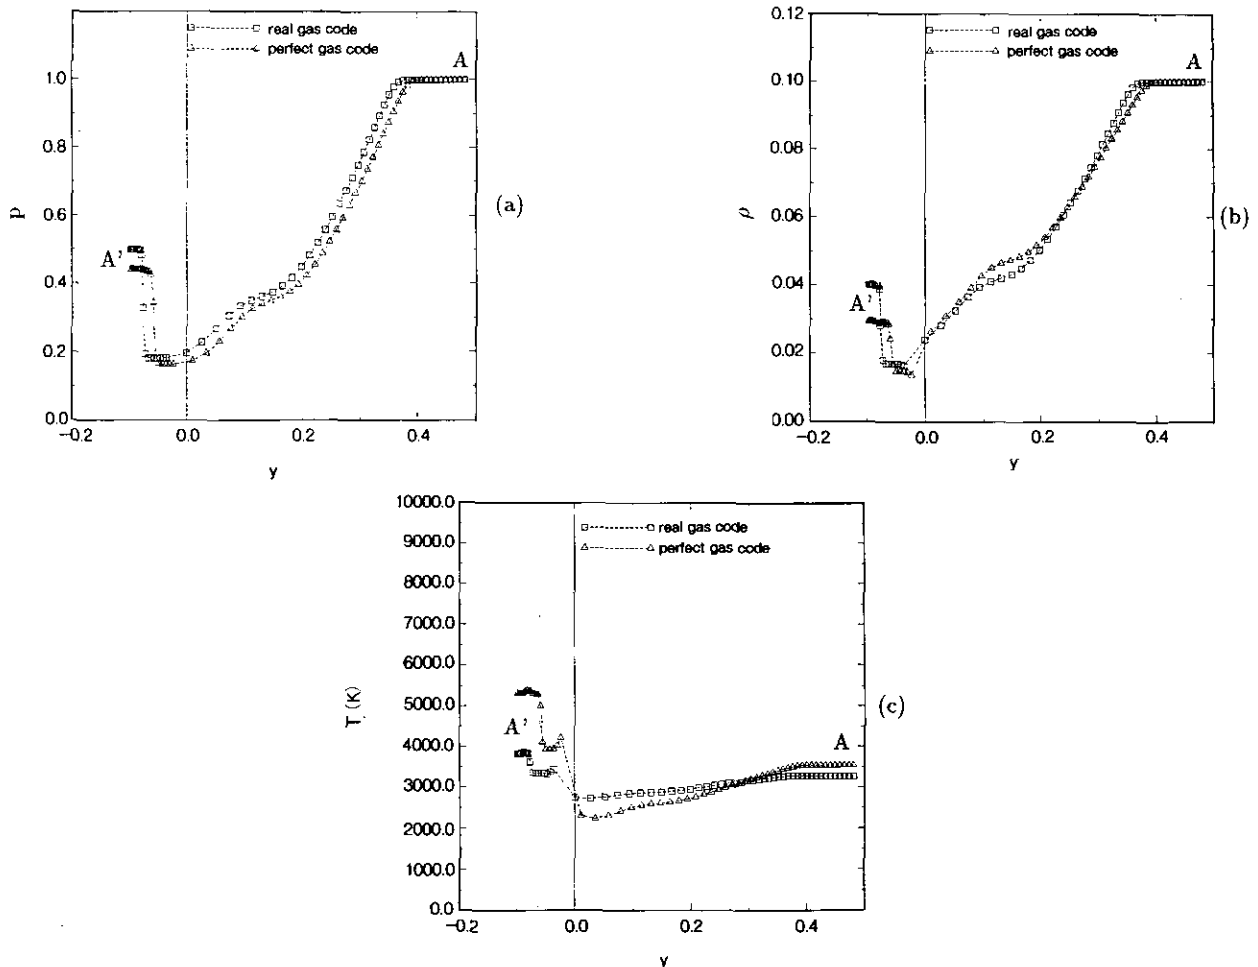 real gas code
perfect gas code
A
1.0
0.8
0.6
p
(a)
A'
0.4
0.2
0.0
−0.2 0.0 0.2 0.4
y
0.12
real gas code
perfect gas code
A
0.10
0.08
0.06
ρ
(b)
0.04
A'
0.02
0.00
−0.2 0.0 0.2 0.4
y
10000.0
real gas code
perfect gas code
9000.0
8000.0
7000.0
6000.0
5000.0
T (K)
(c)
A'
A
4000.0
3000.0
2000.0
1000.0
0.0
−0.2 0.0 0.2 0.4
y